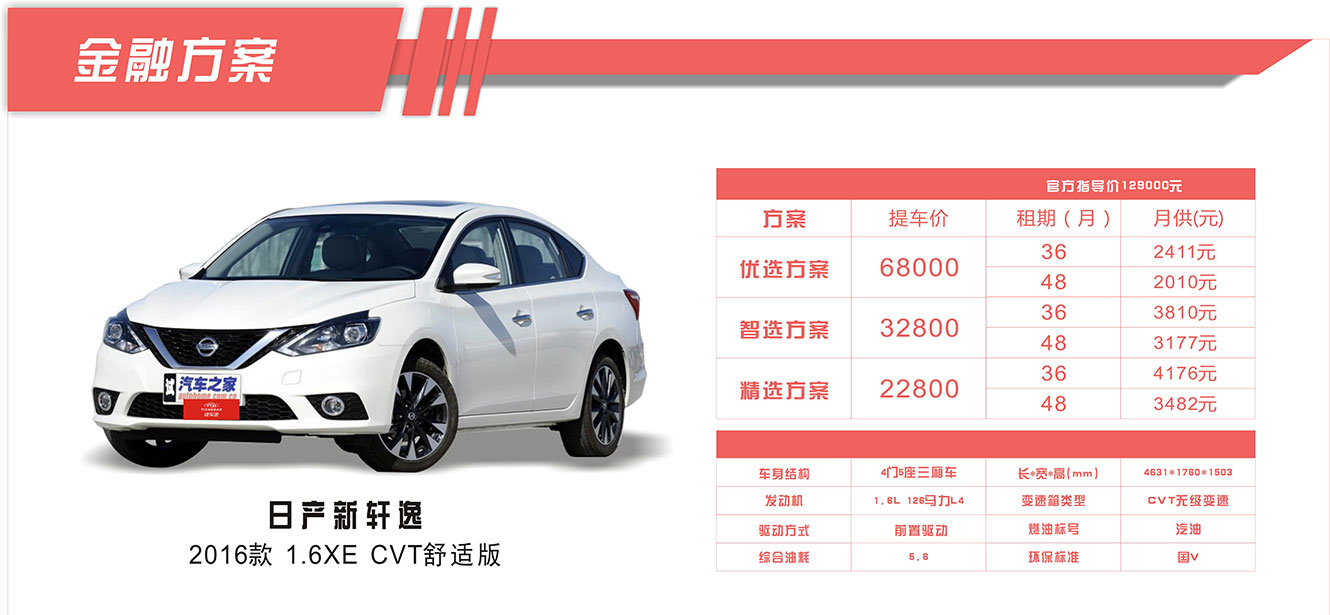 金融方案
官方指导价129000元
方案 提车价 租期（月） 月供(元)
优选方案 68000 36 2411元
48 2010元
智选方案 32800 36 3810元
48 3177元
精选方案 22800 36 4176元
48 3482元
车身结构 4门5座三厢车 长*宽*高(mm) 4631*1760*1503
发动机 1.6L 126马力L4 变速箱类型 CVT无级变速
驱动方式 前置驱动 燃油标号 汽油
综合油耗 5.6 环保标准 国V
汽车之家
autohome.com.cn
日产新轩逸
2016款 1.6XE CVT舒适版